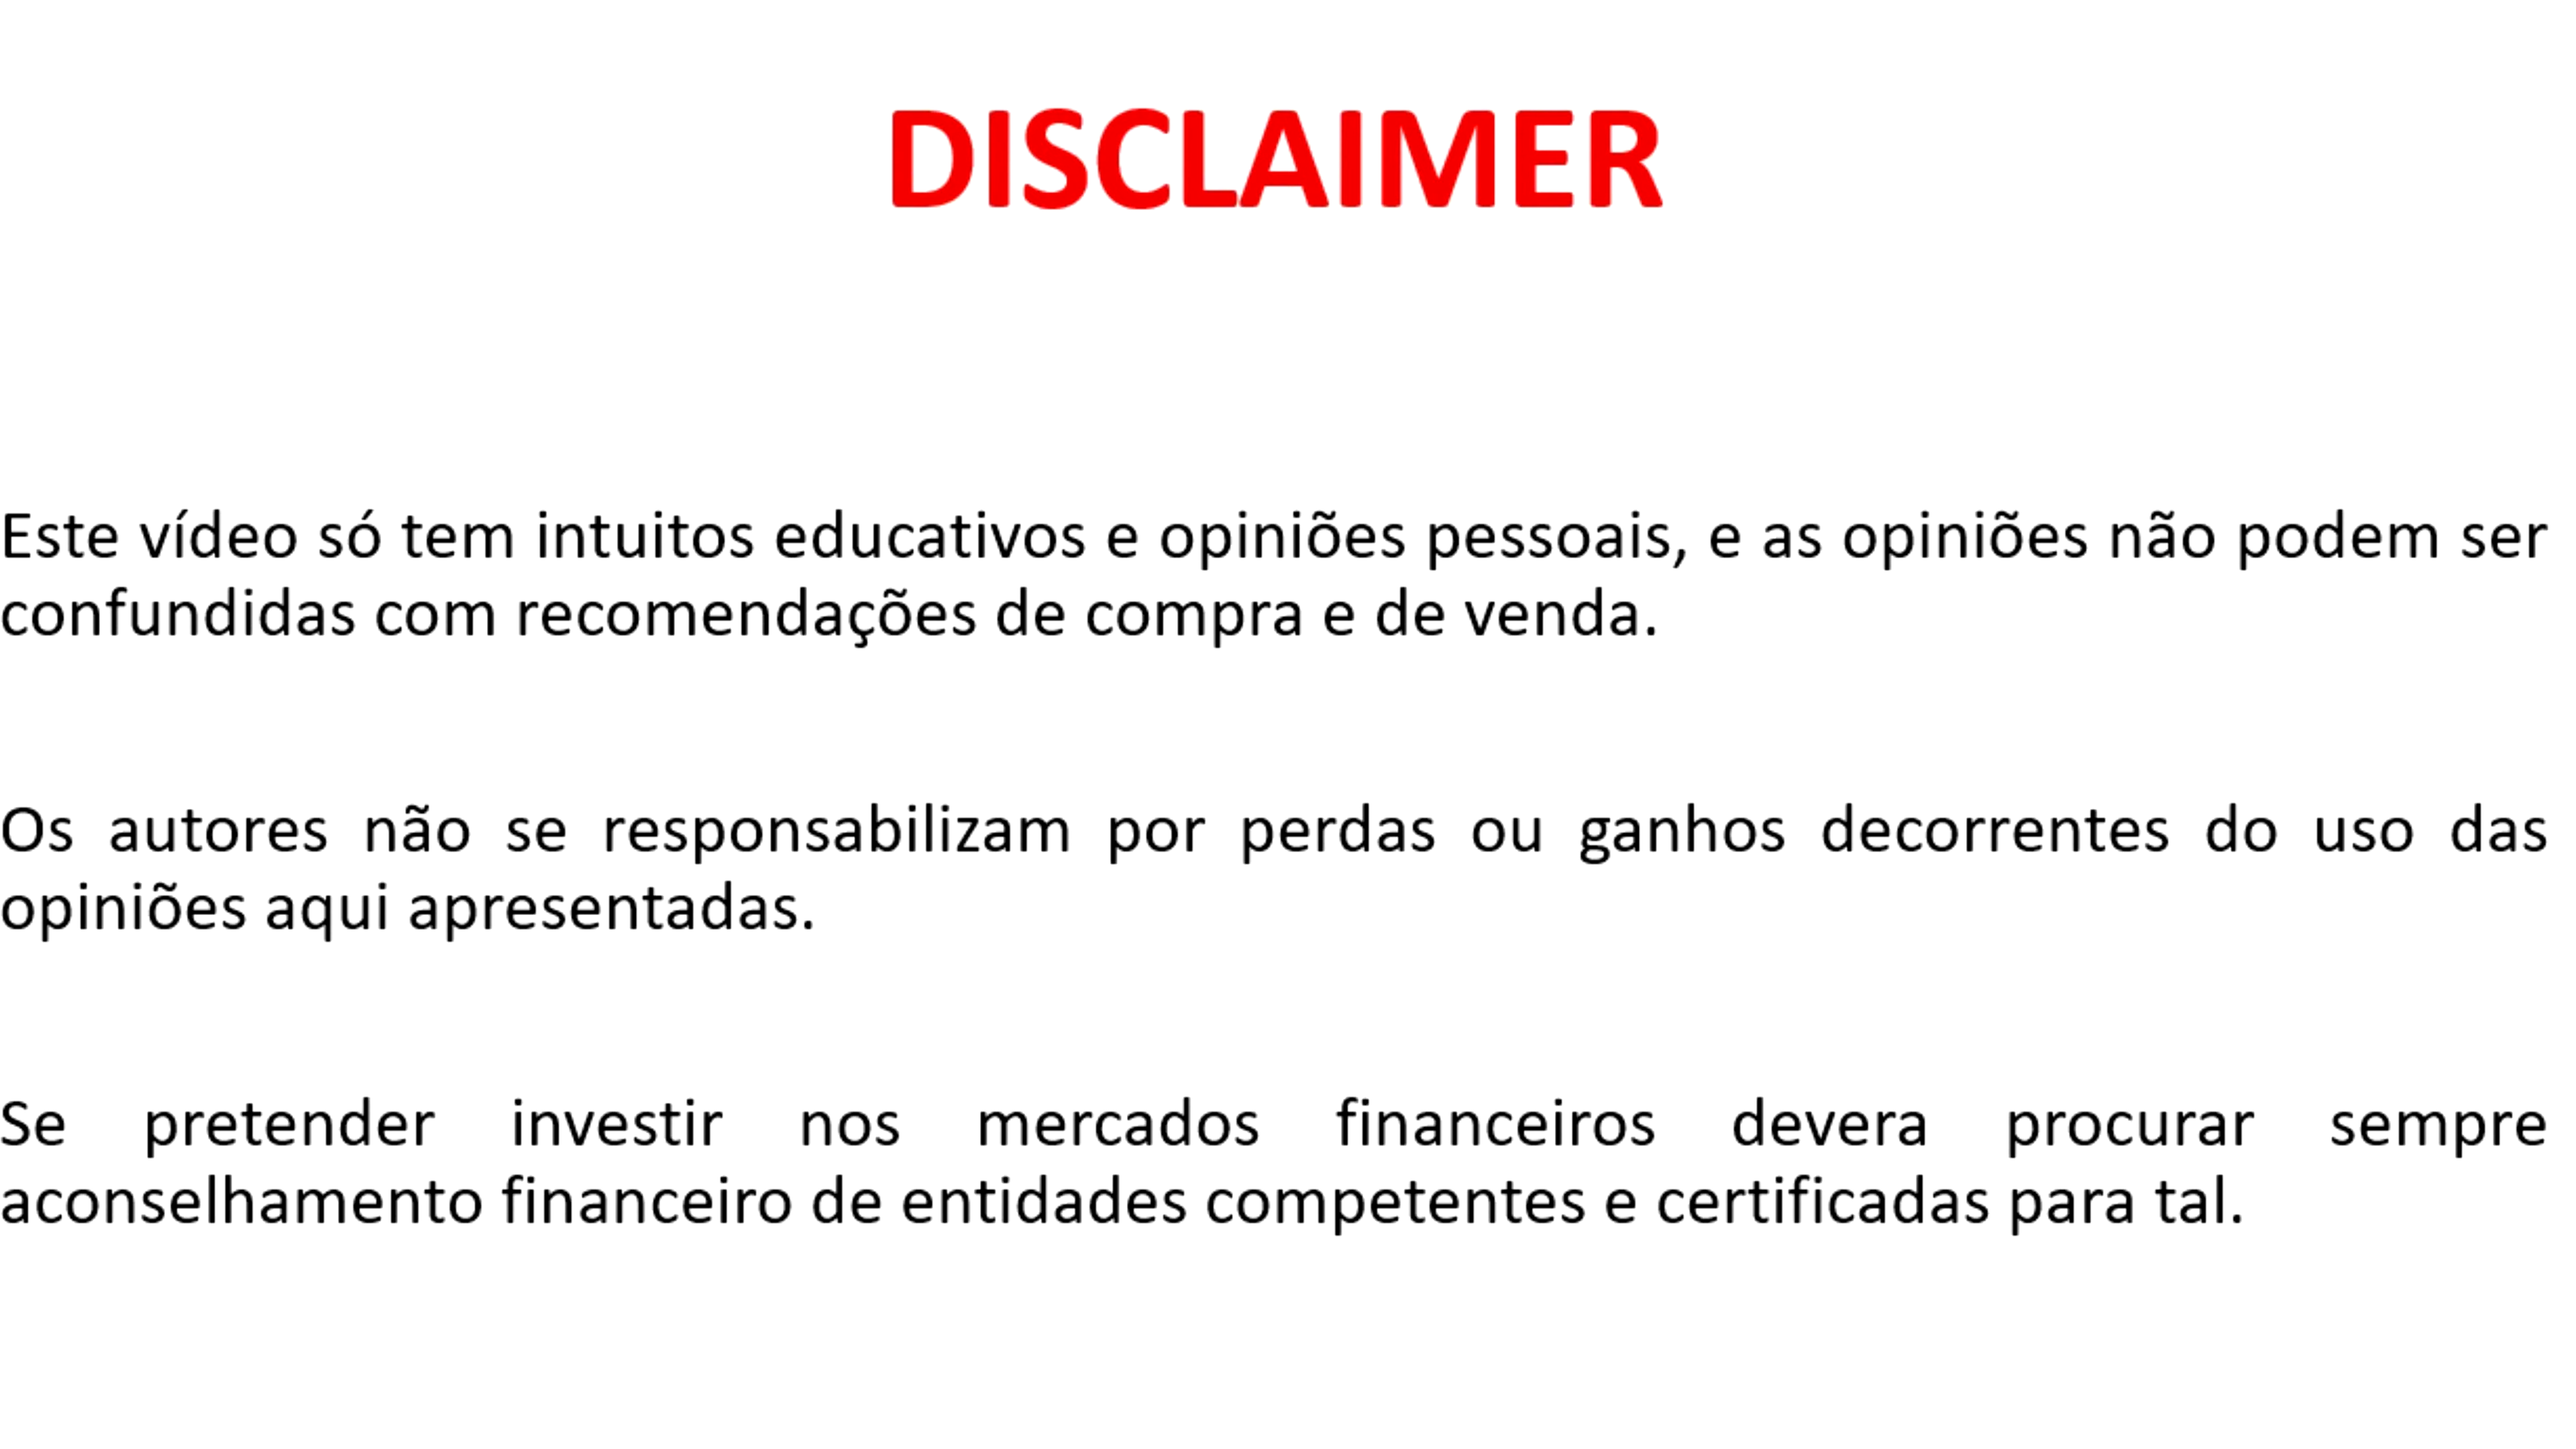 DISCLAIMER
Este vídeo só tem intuitos educativos e opiniões pessoais, e as opiniões não podem ser
confundidas com recomendações de compra e de venda.
Os autores não se responsabilizam por perdas ou ganhos decorrentes do uso das
opiniões aqui apresentadas.
Se pretender investir nos mercados financeiros devera procurar sempre
aconselhamento financeiro de entidades competentes e certificadas para tal.